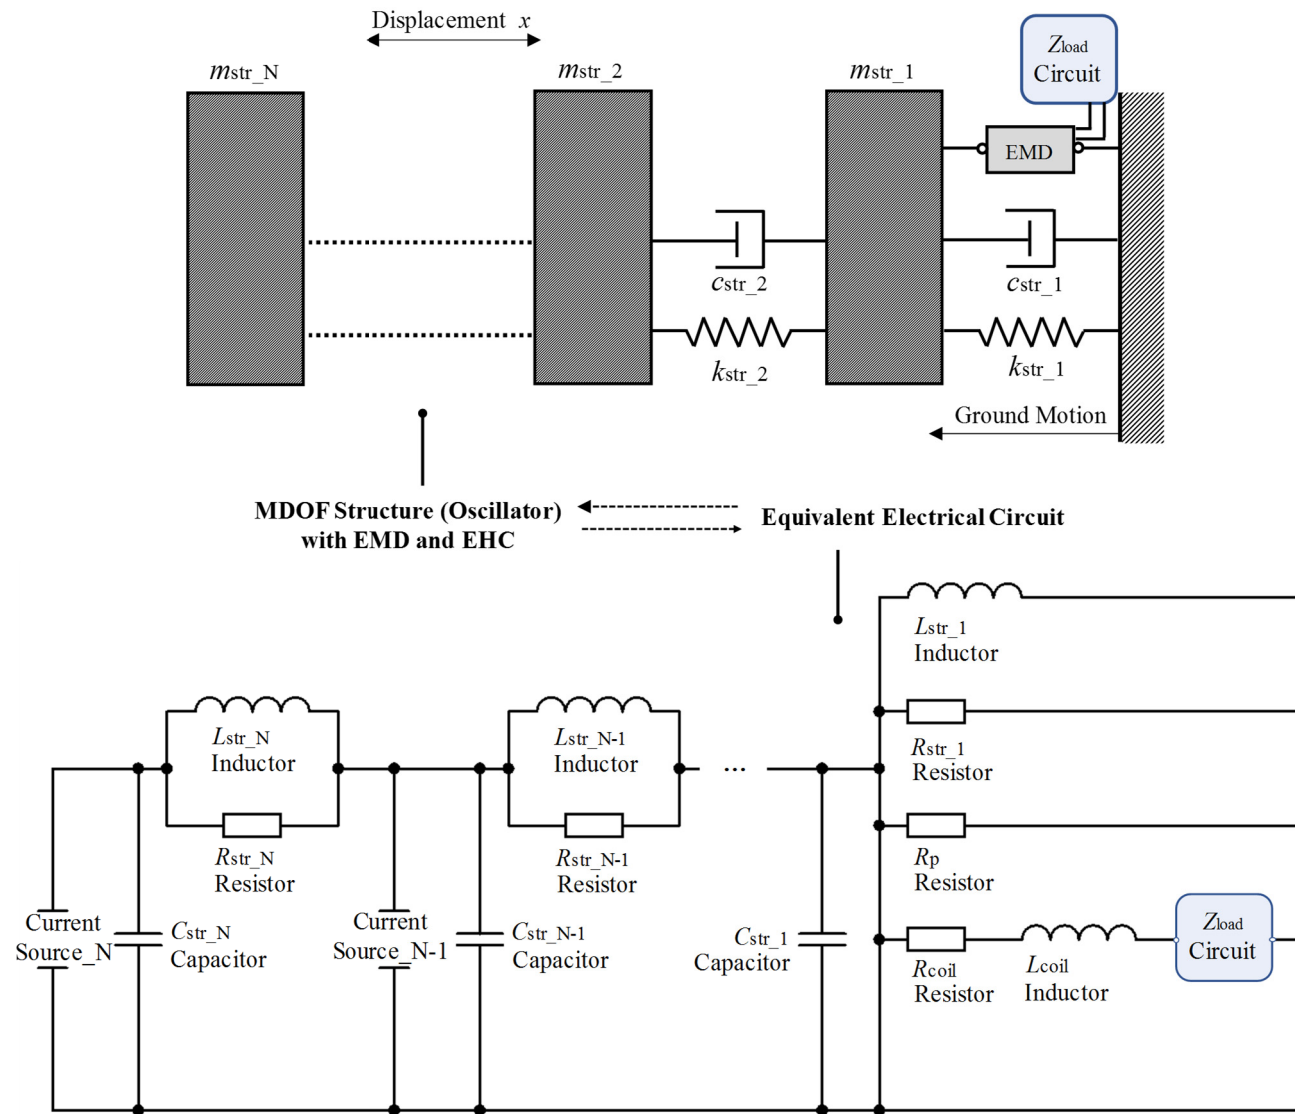 Displacement x
mstr_N
mstr_2
mstr_1
Zload
Circuit
EMD
cstr_2
cstr_1
kstr_2
kstr_1
Ground Motion
MDOF Structure (Oscillator)
with EMD and EHC
Equivalent Electrical Circuit
Lstr_1
Inductor
Lstr_N
Inductor
Lstr_N-1
Inductor
...
Rstr_1
Resistor
Rstr_N
Resistor
Rstr_N-1
Resistor
Rp
Resistor
Current
Source_N
Cstr_N
Capacitor
Current
Source_N-1
Cstr_N-1
Capacitor
Cstr_1
Capacitor
Rcoil
Resistor
Lcoil
Inductor
Zload
Circuit